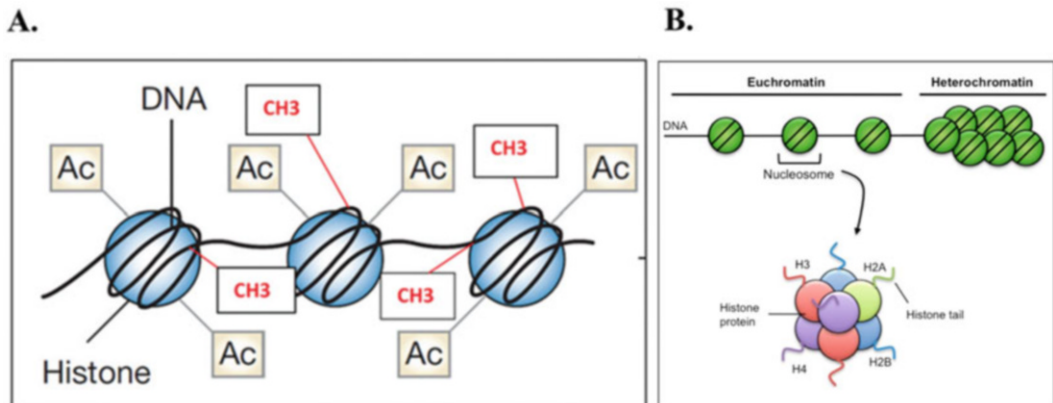 A.
DNA
CH3
CH3
Ac
Ac
Ac
Ac
CH3
CH3
Ac
Ac
Histone
B.
Euchromatin
Heterochromatin
DNA
Nucleosome
H3
H2A
Histone
protein
Histone tail
H4
H2B